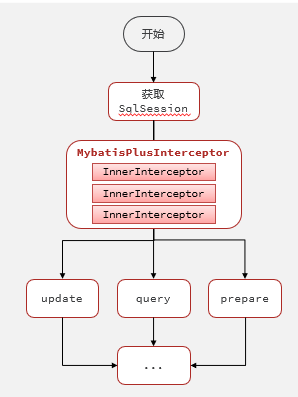 开始
获取
SqlSession
MybatisPlusInterceptor
InnerInterceptor
InnerInterceptor
InnerInterceptor
update
query
prepare
...